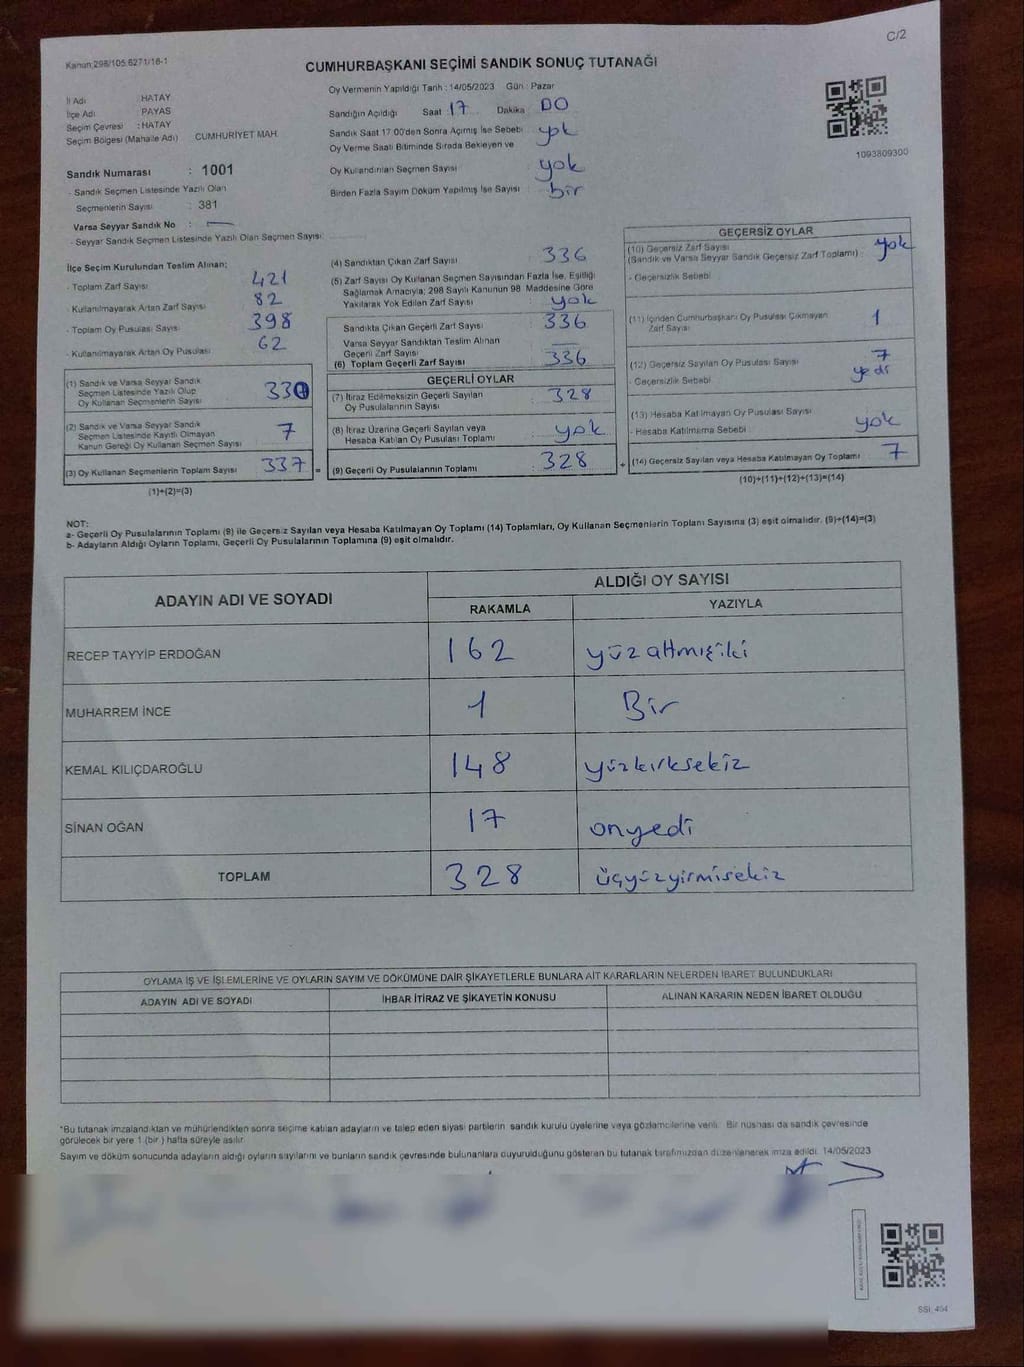 C/2
Kanun 298/105 6271/16-1
CUMHURBAŞKANI SEÇİMİ SANDIK SONUÇ TUTANAĞI
İl Adı HATAY
İlçe Adı PAYAS
Seçim Çevresi : HATAY
Seçim Bölgesi (Mahalle Adı) CUMHURİYET MAH.
Sandık Numarası : 1001
- Sandık Seçmen Listesinde Yazılı Olan
Seçmenlerin Sayısı : 381
Varsa Seyyar Sandık No : —
- Seyyar Sandık Seçmen Listesinde Yazılı Olan Seçmen Sayısı:
Oy Vermenin Yapıldığı Tarih : 14/05/2023 Gün : Pazar
Sandığın Açıldığı Saat 17 Dakika 00
Sandık Saat 17.00'den Sonra Açılmış İse Sebebi : yok
Oy Verme Saati Bitiminde Sırada Bekleyen ve
Oy Kullandırılan Seçmen Sayısı : yok
Birden Fazla Sayım Döküm Yapılmış İse Sayısı : bir
1093809300
İlçe Seçim Kurulundan Teslim Alınan;
- Toplam Zarf Sayısı : 421
- Kullanılmayarak Artan Zarf Sayısı : 82
- Toplam Oy Pusulası Sayısı : 398
- Kullanılmayarak Artan Oy Pusulası : 62
(1) Sandık ve Varsa Seyyar Sandık
Seçmen Listesinde Yazılı Olup
Oy Kullanan Seçmenlerin Sayısı 330
(2) Sandık ve Varsa Seyyar Sandık
Seçmen Listesinde Kayıtlı Olmayan
Kanun Gereği Oy Kullanan Seçmen Sayısı 7
(3) Oy Kullanan Seçmenlerin Toplam Sayısı 337 =
(1)+(2)=(3)
(4) Sandıktan Çıkan Zarf Sayısı : 336
(5) Zarf Sayısı Oy Kullanan Seçmen Sayısından Fazla İse, Eşitliği
Sağlamak Amacıyla; 298 Sayılı Kanunun 98. Maddesine Göre
Yakılarak Yok Edilen Zarf Sayısı : yok
Sandıkta Çıkan Geçerli Zarf Sayısı : 336
Varsa Seyyar Sandıktan Teslim Alınan
Geçerli Zarf Sayısı : —
(6) Toplam Geçerli Zarf Sayısı : 336
GEÇERLİ OYLAR
(7) İtiraz Edilmeksizin Geçerli Sayılan
Oy Pusulalarının Sayısı : 328
(8) İtiraz Üzerine Geçerli Sayılan veya
Hesaba Katılan Oy Pusulası Toplamı : yok
(9) Geçerli Oy Pusulalarının Toplamı : 328 +
GEÇERSİZ OYLAR
(10) Geçersiz Zarf Sayısı
(Sandık ve Varsa Seyyar Sandık Geçersiz Zarf Toplamı) : yok
- Geçersizlik Sebebi :
(11) İçinden Cumhurbaşkanı Oy Pusulası Çıkmayan
Zarf Sayısı : 1
(12) Geçersiz Sayılan Oy Pusulası Sayısı : 7
- Geçersizlik Sebebi : yedi
(13) Hesaba Katılmayan Oy Pusulası Sayısı
- Hesaba Katılmama Sebebi : yok
(14) Geçersiz Sayılan veya Hesaba Katılmayan Oy Toplamı : 7
(10)+(11)+(12)+(13)=(14)
NOT:
a- Geçerli Oy Pusulalarının Toplamı (9) ile Geçersiz Sayılan veya Hesaba Katılmayan Oy Toplamı (14) Toplamları, Oy Kullanan Seçmenlerin Toplam Sayısına (3) eşit olmalıdır. (9)+(14)=(3)
b- Adayların Aldığı Oyların Toplamı, Geçerli Oy Pusulalarının Toplamına (9) eşit olmalıdır.
ADAYIN ADI VE SOYADI
ALDIĞI OY SAYISI
RAKAMLA YAZIYLA
RECEP TAYYİP ERDOĞAN 162 yüzaltmışiki
MUHARREM İNCE 1 Bir
KEMAL KILIÇDAROĞLU 148 yüzkırksekiz
SİNAN OĞAN 17 onyedi
TOPLAM 328 üçyüzyirmisekiz
OYLAMA İŞ VE İŞLEMLERİNE VE OYLARIN SAYIM VE DÖKÜMÜNE DAİR ŞİKAYETLERLE BUNLARA AİT KARARLARIN NELERDEN İBARET BULUNDUKLARI
ADAYIN ADI VE SOYADI İHBAR İTİRAZ VE ŞİKAYETİN KONUSU ALINAN KARARIN NEDEN İBARET OLDUĞU
*Bu tutanak imzalandıktan ve mühürlendikten sonra seçime katılan adayların ve talep eden siyasi partilerin sandık kurulu üyelerine veya gözlemcilerine verilir. Bir nüshası da sandık çevresinde
görülecek bir yere 1 (bir ) hafta süreyle asılır.
Sayım ve döküm sonucunda adayların aldığı oyların sayılarını ve bunların sandık çevresinde bulunanlara duyurulduğunu gösteren bu tutanak tarafımızdan düzenlenerek imza edildi. 14/05/2023